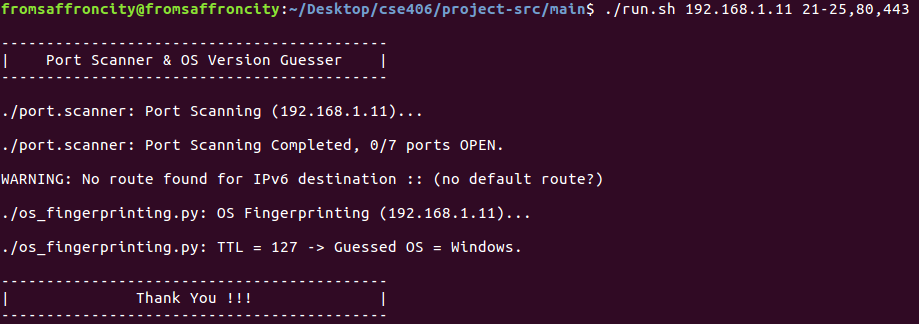 fromsaffroncity@fromsaffroncity:~/Desktop/cse406/project-src/main$ ./run.sh 192.168.1.11 21-25,80,443
-------------------------------------------
|    Port Scanner & OS Version Guesser    |
-------------------------------------------
./port.scanner: Port Scanning (192.168.1.11)...
./port.scanner: Port Scanning Completed, 0/7 ports OPEN.
WARNING: No route found for IPv6 destination :: (no default route?)
./os_fingerprinting.py: OS Fingerprinting (192.168.1.11)...
./os_fingerprinting.py: TTL = 127 -> Guessed OS = Windows.
-------------------------------------------
|              Thank You !!!              |
-------------------------------------------